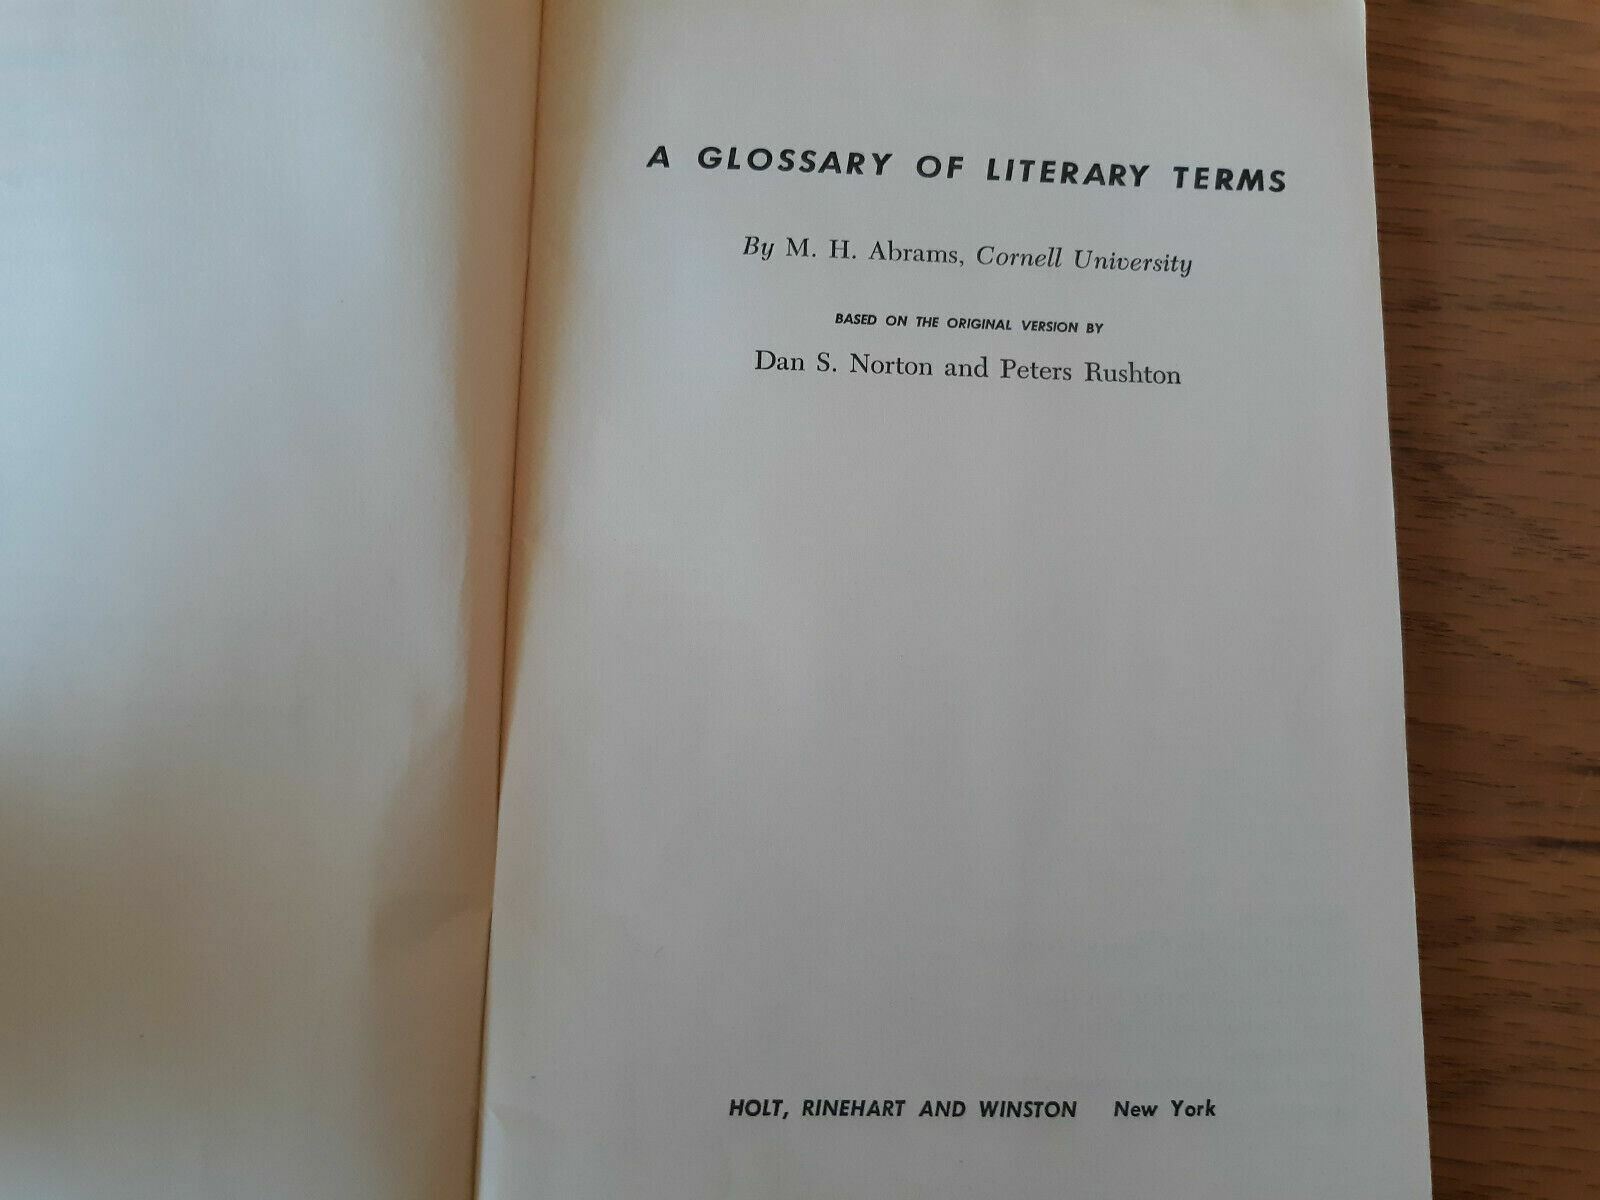 A GLOSSARY OF LITERARY TERMS
By M. H. Abrams, Cornell University
BASED ON THE ORIGINAL VERSION BY
Dan S. Norton and Peters Rushton
HOLT, RINEHART AND WINSTON New York